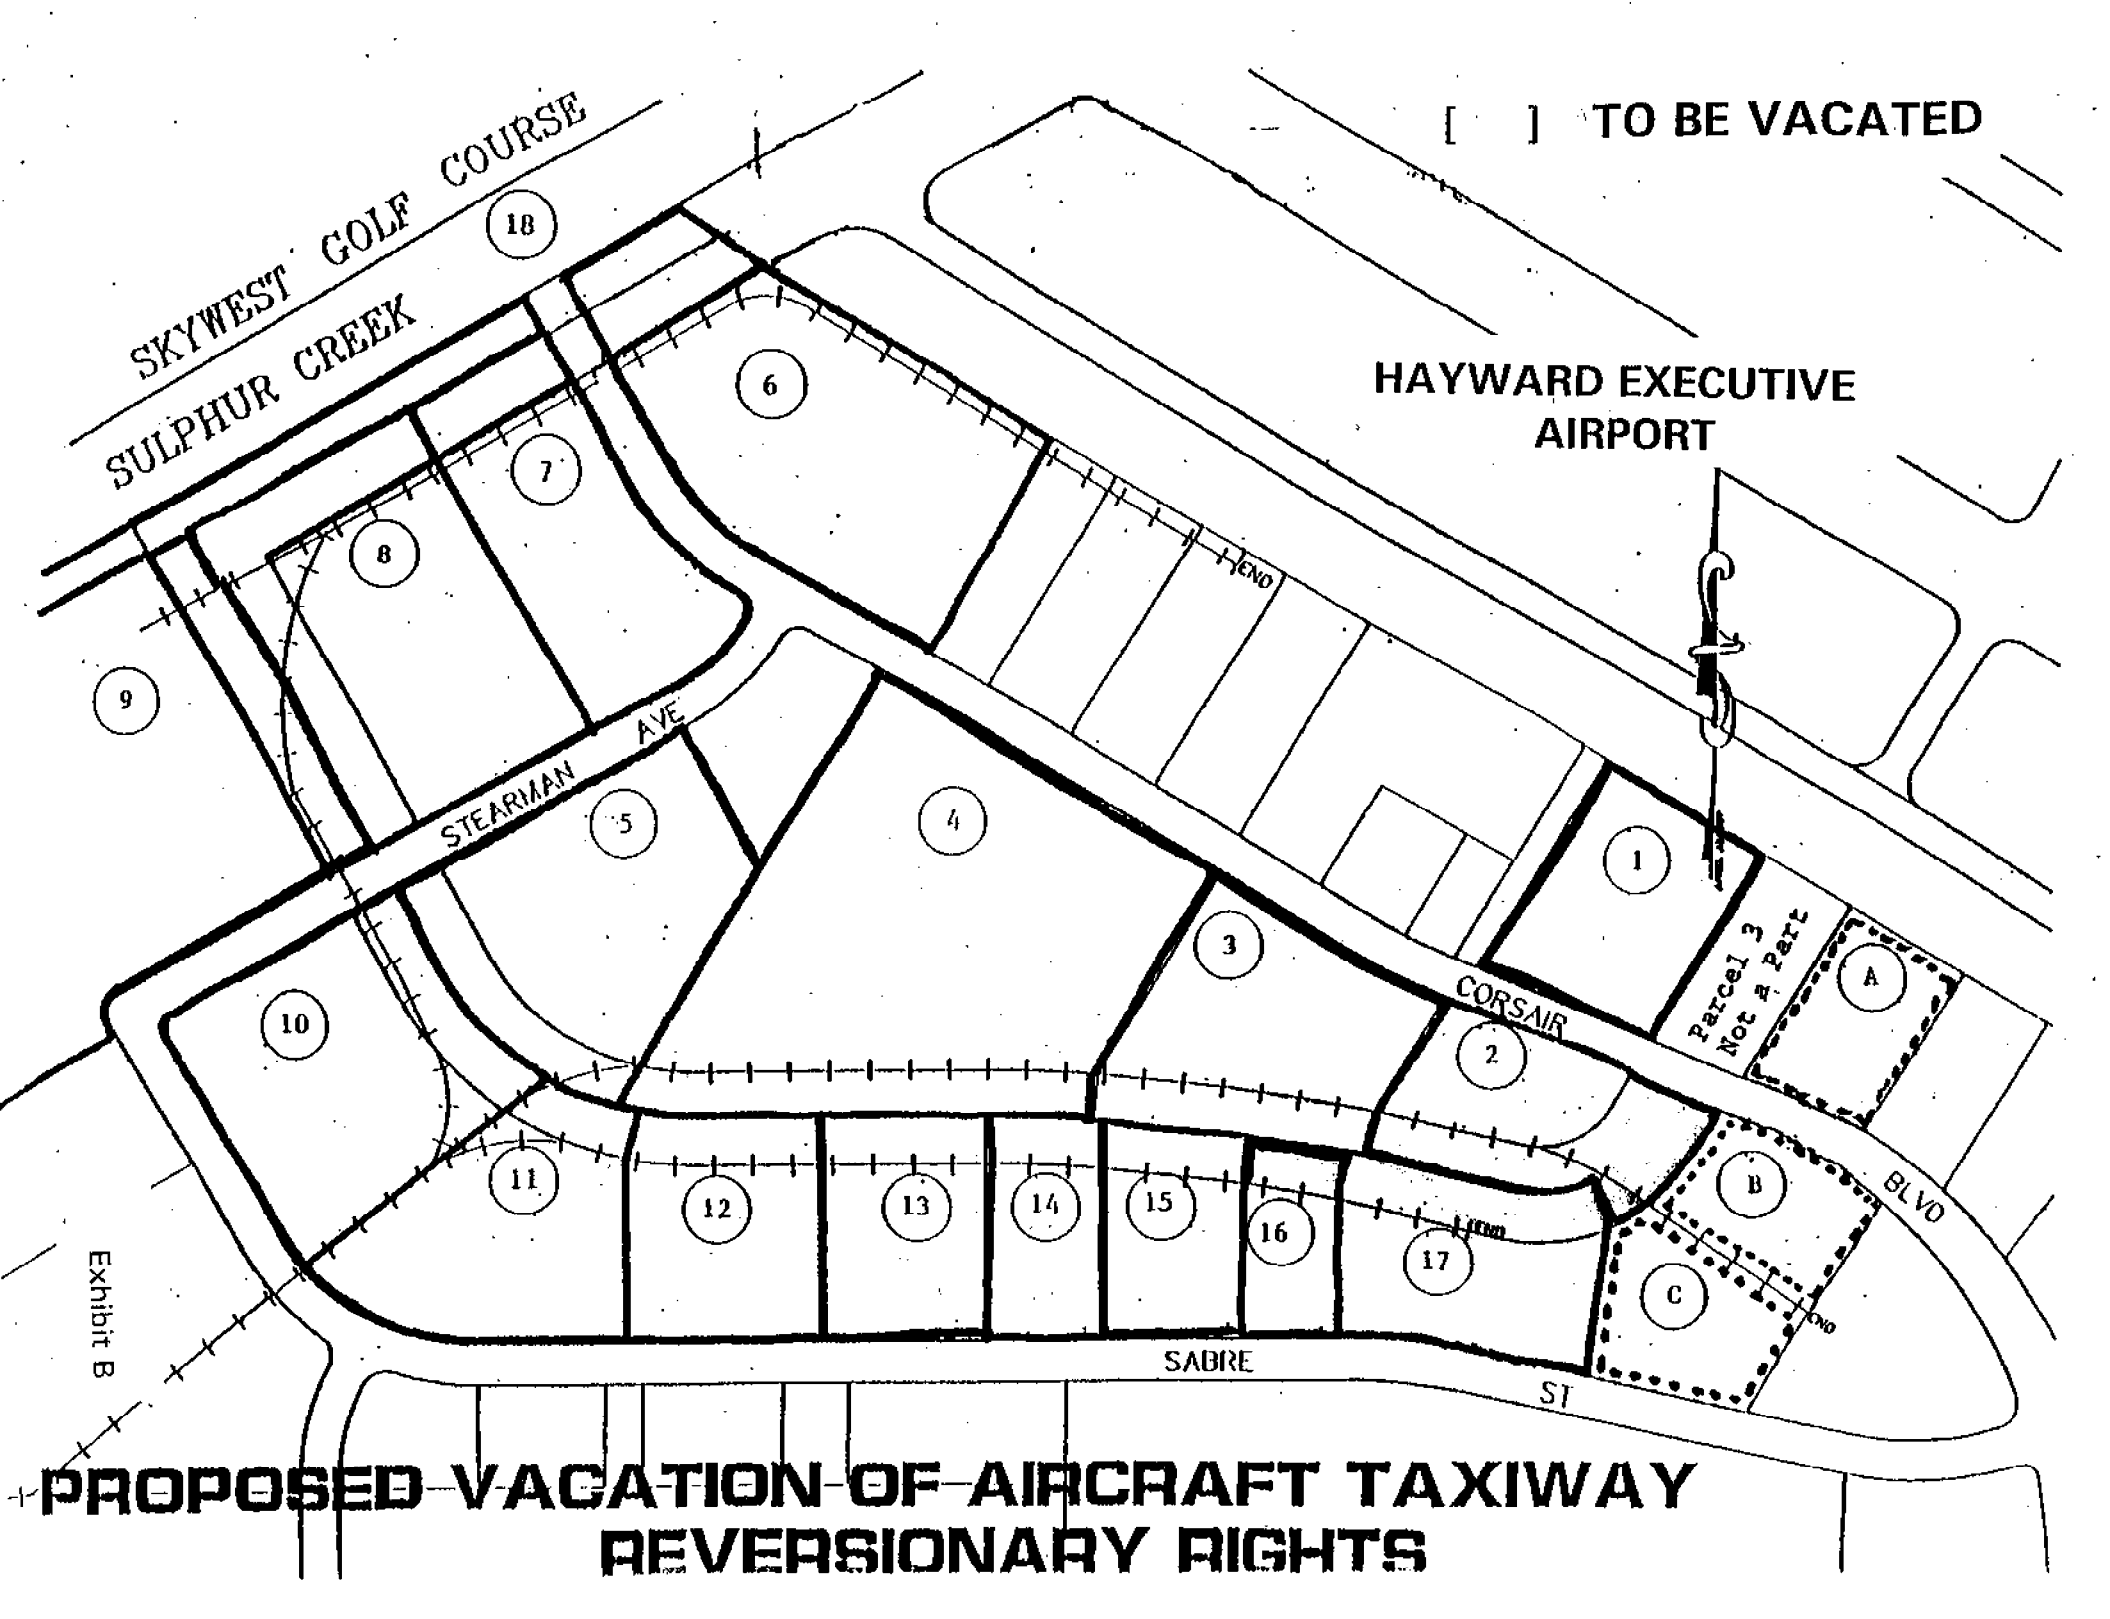 [ ] TO BE VACATED
SKYWEST GOLF COURSE
18
SULPHUR CREEK
HAYWARD EXECUTIVE
AIRPORT
6
7
8
END
9
STEARMAN AVE
5
4
3
1
Parcel 3
Not a Part
A
CORSAIR BLVD
10
2
11
12
13
14
15
16
17
END
B
C
END
SABRE ST
Exhibit B
PROPOSED VACATION OF AIRCRAFT TAXIWAY
REVERSIONARY RIGHTS